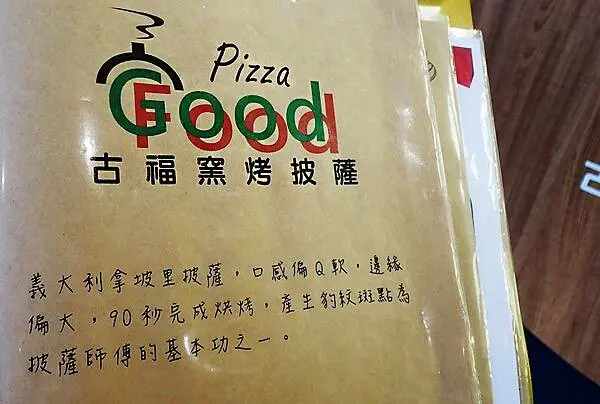 Pizza
Good
Food
古福窯烤披薩
義大利拿坡里披薩，口感偏Q軟，邊緣
偏大，90秒完成烘烤，產生豹紋斑點為
披薩師傅的基本功之一。